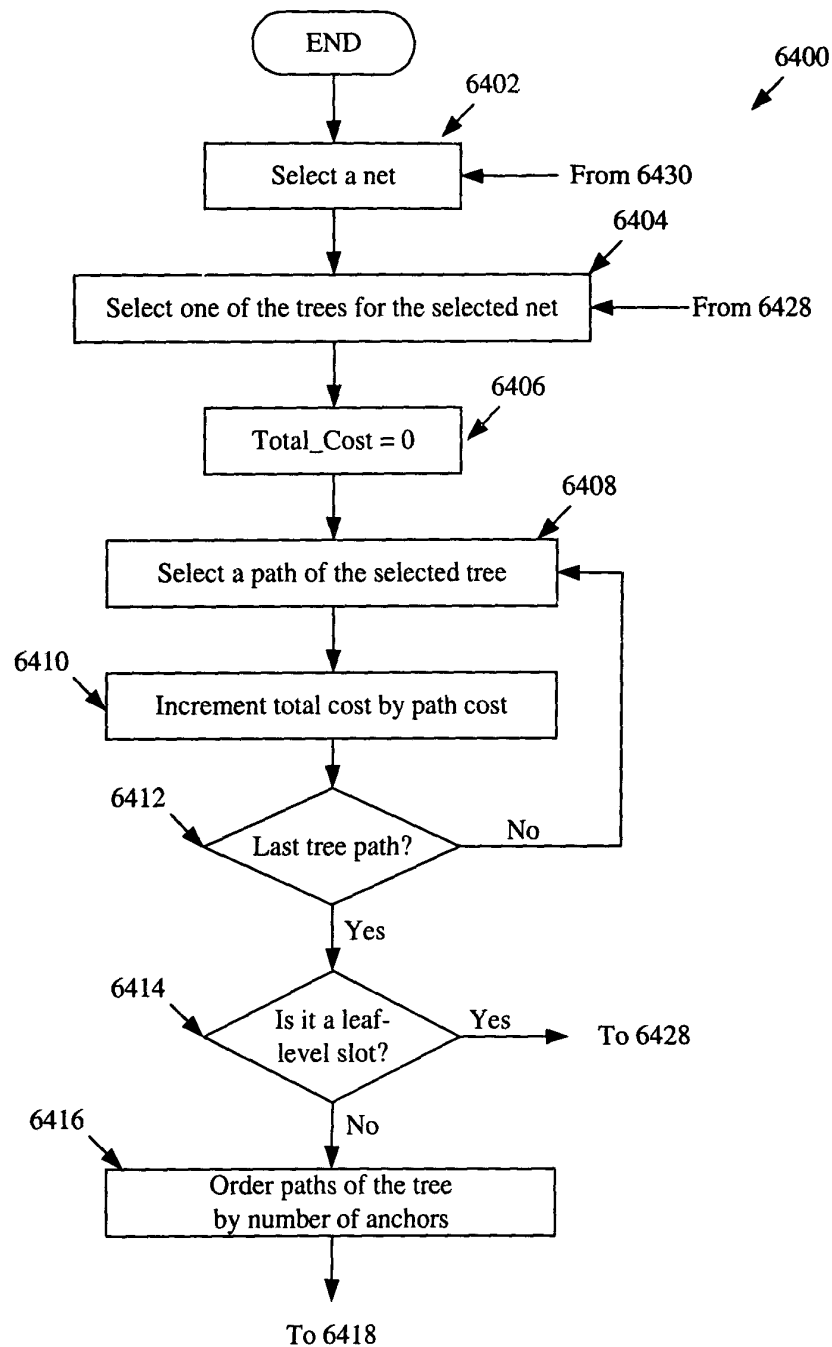 END
6400
6402
Select a net
From 6430
6404
Select one of the trees for the selected net
From 6428
6406
Total_Cost = 0
6408
Select a path of the selected tree
6410
Increment total cost by path cost
6412
Last tree path?
No
Yes
6414
Is it a leaf-
level slot?
Yes
To 6428
No
6416
Order paths of the tree
by number of anchors
To 6418